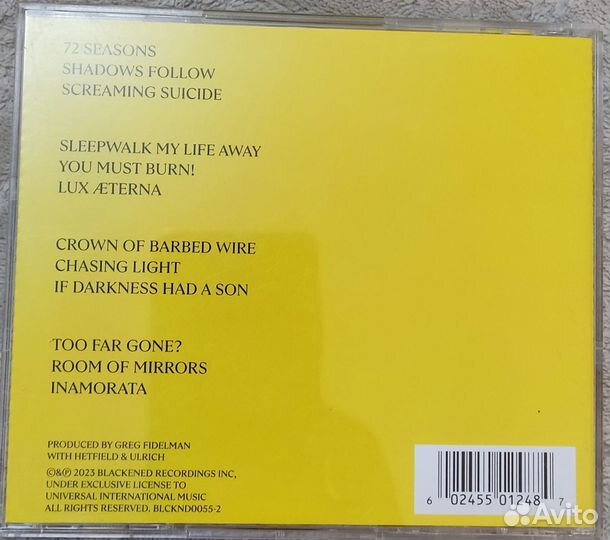 72 SEASONS
SHADOWS FOLLOW
SCREAMING SUICIDE
SLEEPWALK MY LIFE AWAY
YOU MUST BURN!
LUX ÆTERNA
CROWN OF BARBED WIRE
CHASING LIGHT
IF DARKNESS HAD A SON
TOO FAR GONE?
ROOM OF MIRRORS
INAMORATA
PRODUCED BY GREG FIDELMAN
WITH HETFIELD & ULRICH
©&℗ 2023 BLACKENED RECORDINGS INC,
UNDER EXCLUSIVE LICENSE TO
UNIVERSAL INTERNATIONAL MUSIC
ALL RIGHTS RESERVED. BLCKND0055-2
6 02455 01248 7
Avito